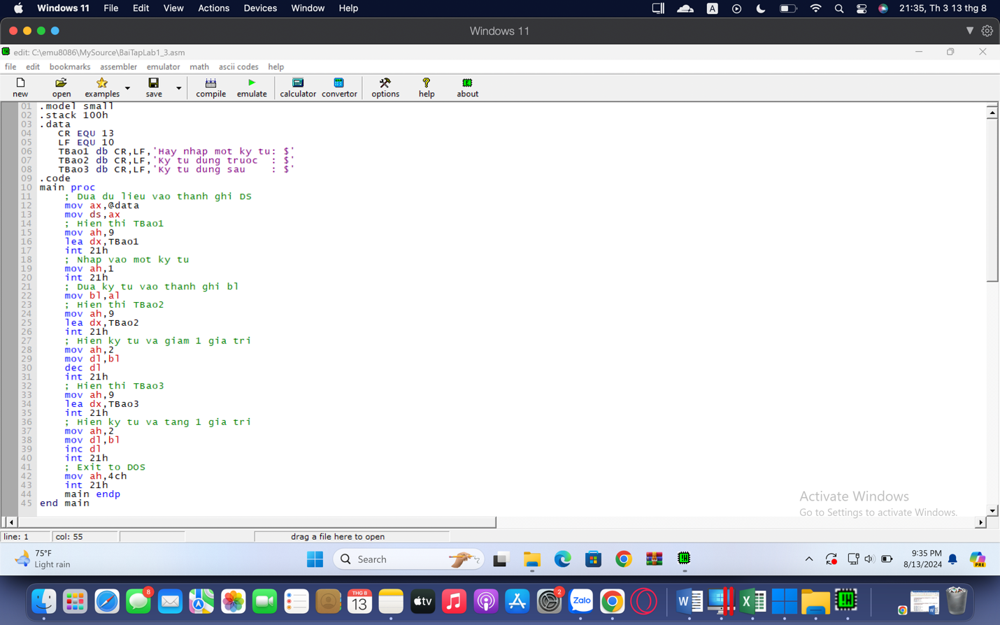 Windows 11 File Edit View Actions Devices Window Help A 21:35, Th 3 13 thg 8
Windows 11
edit: C:\emu8086\MySource\BaiTapLab1_3.asm
file edit bookmarks assembler emulator math ascii codes help
new open examples save compile emulate calculator convertor options help about
01 .model small
02 .stack 100h
03 .data
04 CR EQU 13
05 LF EQU 10
06 TBao1 db CR,LF,'Hay nhap mot ky tu: $'
07 TBao2 db CR,LF,'Ky tu dung truoc : $'
08 TBao3 db CR,LF,'Ky tu dung sau : $'
09 .code
10 main proc
11 ; Dua du lieu vao thanh ghi DS
12 mov ax,@data
13 mov ds,ax
14 ; Hien thi TBao1
15 mov ah,9
16 lea dx,TBao1
17 int 21h
18 ; Nhap vao mot ky tu
19 mov ah,1
20 int 21h
21 ; Dua ky tu vao thanh ghi bl
22 mov bl,al
23 ; Hien thi TBao2
24 mov ah,9
25 lea dx,TBao2
26 int 21h
27 ; Hien ky tu va giam 1 gia tri
28 mov ah,2
29 mov dl,bl
30 dec dl
31 int 21h
32 ; Hien thi TBao3
33 mov ah,9
34 lea dx,TBao3
35 int 21h
36 ; Hien ky tu va tang 1 gia tri
37 mov ah,2
38 mov dl,bl
39 inc dl
40 int 21h
41 ; Exit to DOS
42 mov ah,4ch
43 int 21h
44 main endp
45 end main
Activate Windows
Go to Settings to activate Windows.
line: 1 col: 55 drag a file here to open
75°F
Light rain
Search
9:35 PM
8/13/2024
PRE
8
THG 8
13
tv
2
Zalo
W
X